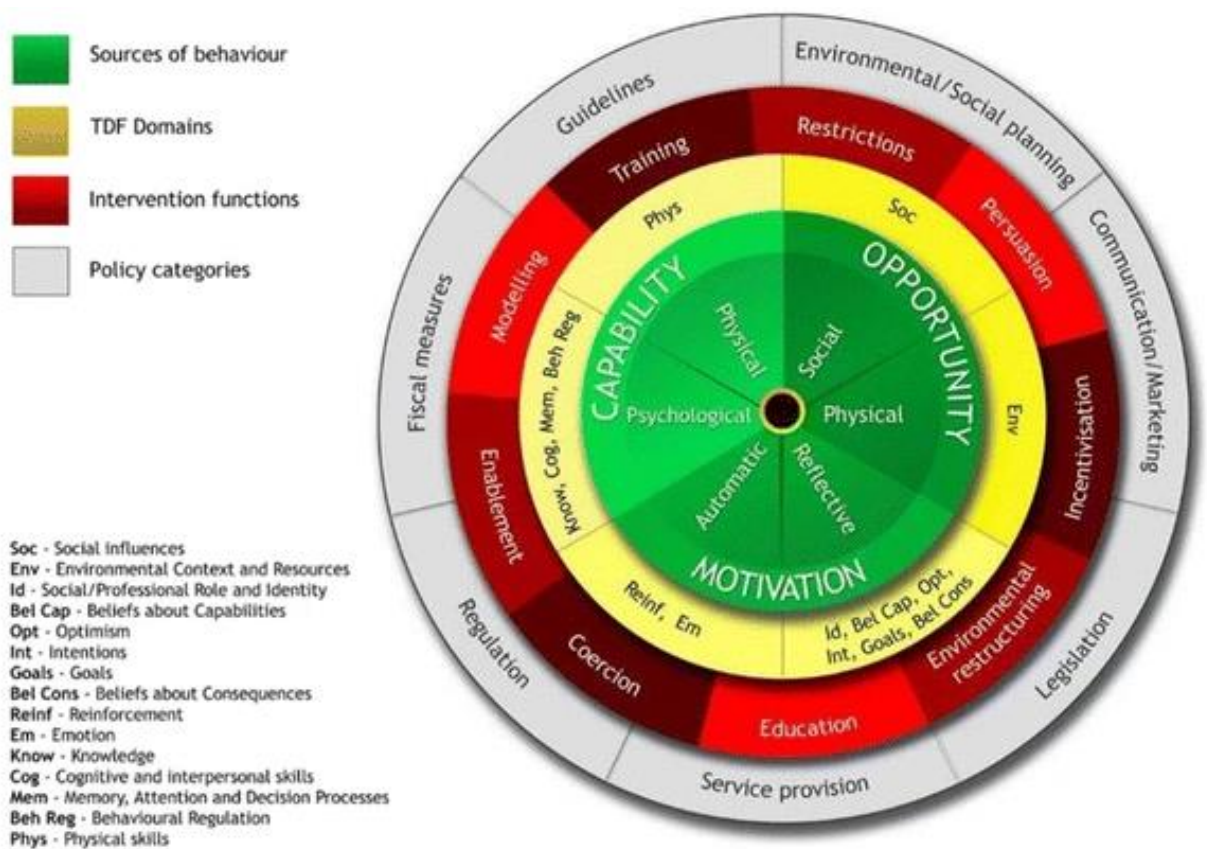 Sources of behaviour
TDF Domains
Intervention functions
Policy categories
Soc - Social influences
Env - Environmental Context and Resources
Id - Social/Professional Role and Identity
Bel Cap - Beliefs about Capabilities
Opt - Optimism
Int - Intentions
Goals - Goals
Bel Cons - Beliefs about Consequences
Reinf - Reinforcement
Em - Emotion
Know - Knowledge
Cog - Cognitive and interpersonal skills
Mem - Memory, Attention and Decision Processes
Beh Reg - Behavioural Regulation
Phys - Physical skills
Guidelines
Environmental/Social planning
Communication/Marketing
Legislation
Service provision
Regulation
Fiscal measures
Training
Restrictions
Persuasion
Incentivisation
Environmental
restructuring
Education
Coercion
Enablement
Modelling
Phys
Soc
Env
Id, Bel Cap, Opt,
Int, Goals, Bel Cons
Reinf, Em
Know, Cog, Mem, Beh Reg
CAPABILITY
OPPORTUNITY
MOTIVATION
Physical
Social
Physical
Reflective
Automatic
Psychological